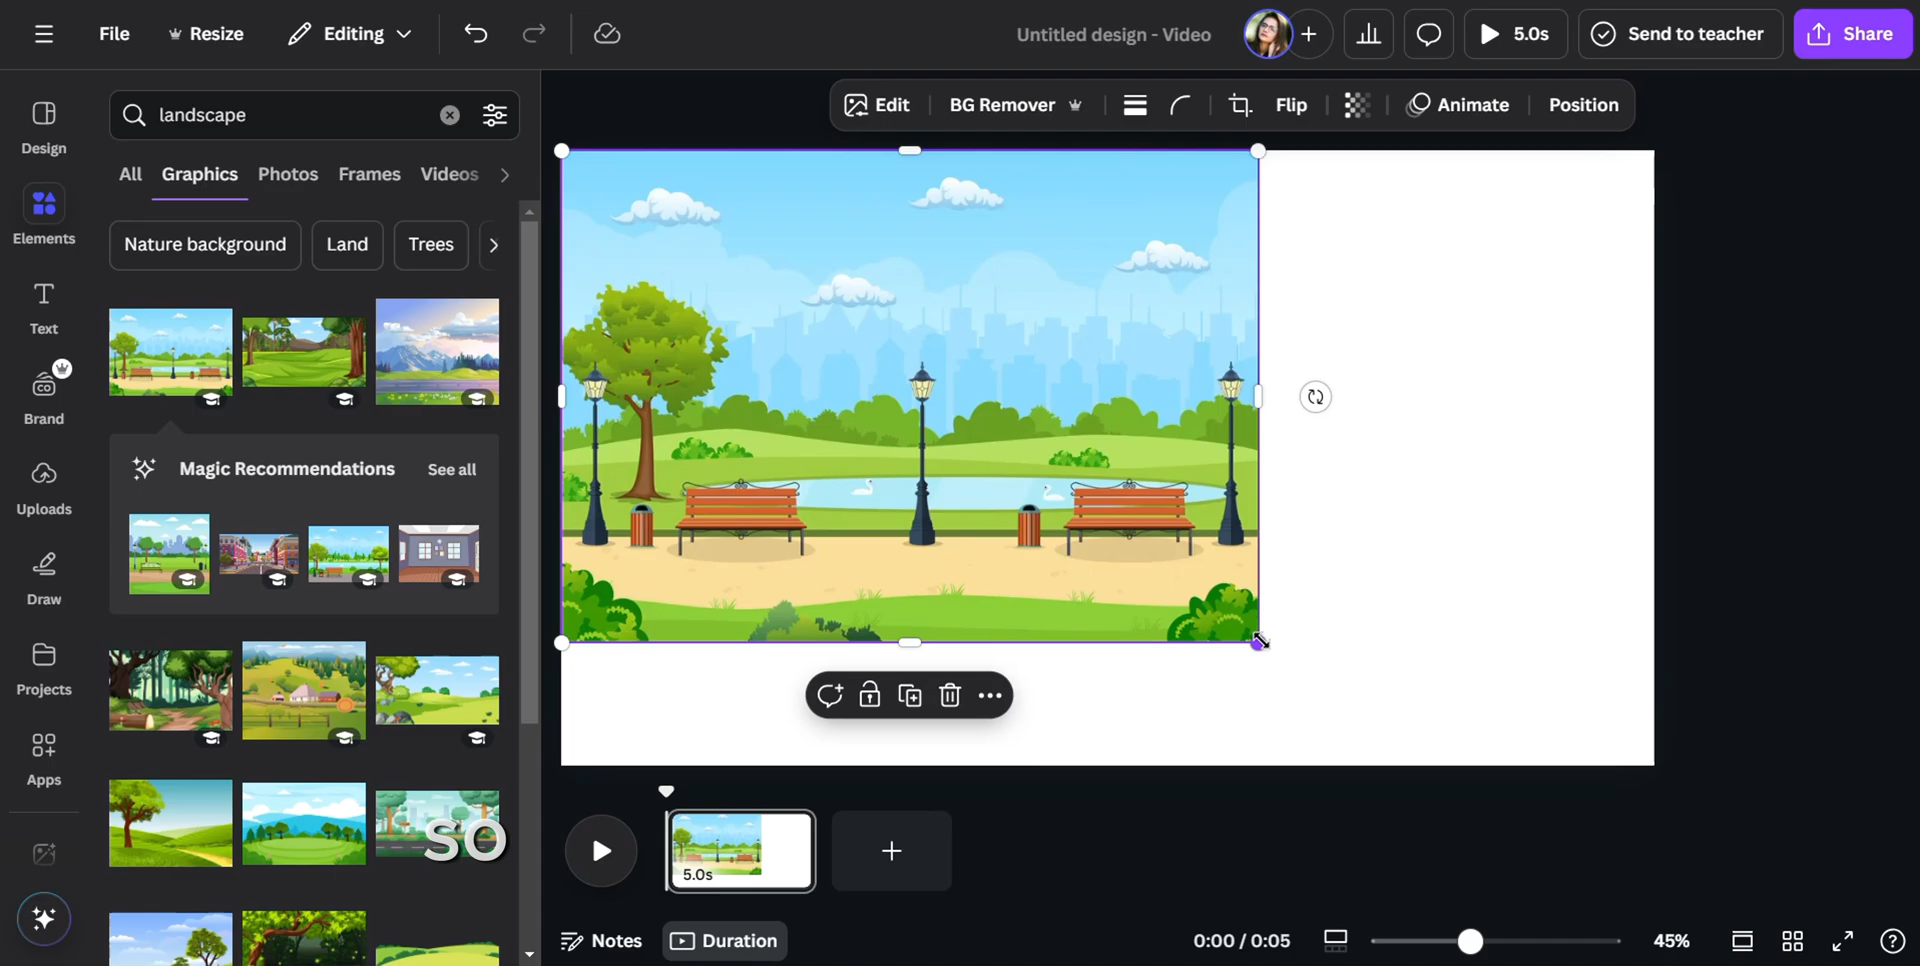 File
Resize
Editing
Untitled design - Video
5.0s
Send to teacher
Share
Design
Elements
Text
Brand
Uploads
Draw
Projects
Apps
landscape
All
Graphics
Photos
Frames
Videos
Nature background
Land
Trees
Magic Recommendations
See all
so
Edit
BG Remover
Flip
Animate
Position
5.0s
Notes
Duration
0:00 / 0:05
45%